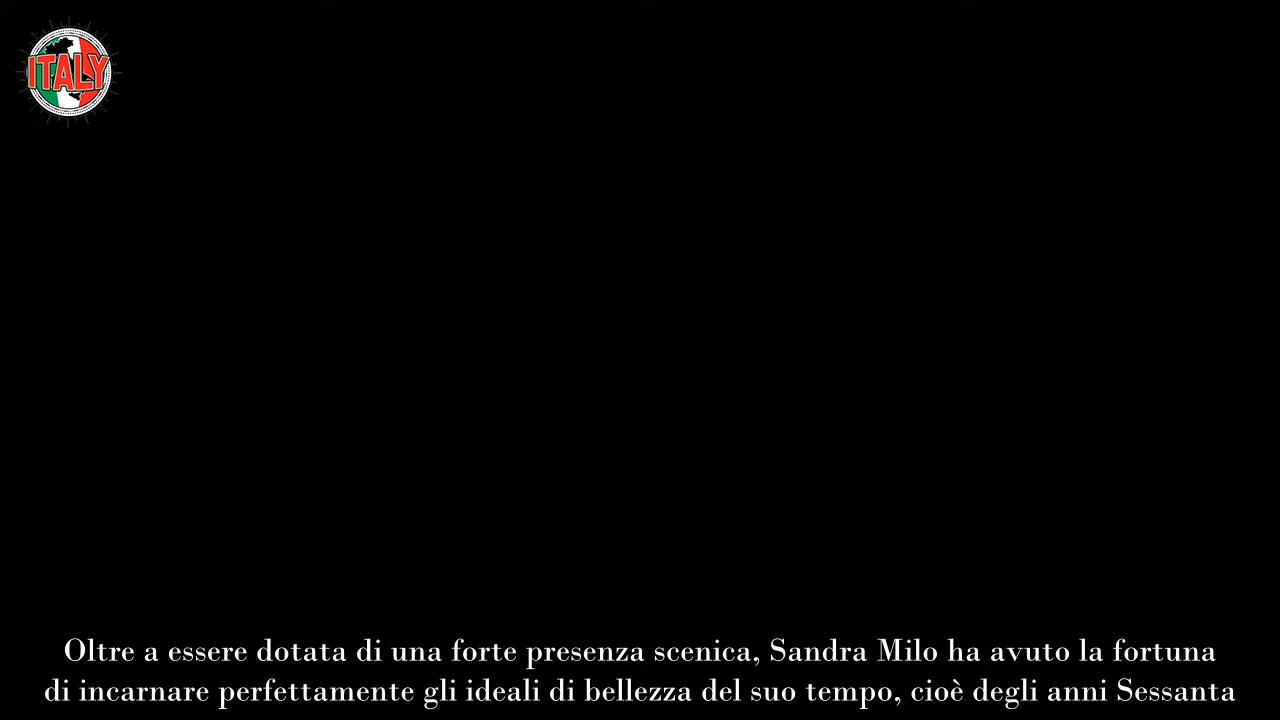 ITALY
Oltre a essere dotata di una forte presenza scenica, Sandra Milo ha avuto la fortuna
di incarnare perfettamente gli ideali di bellezza del suo tempo, cioè degli anni Sessanta